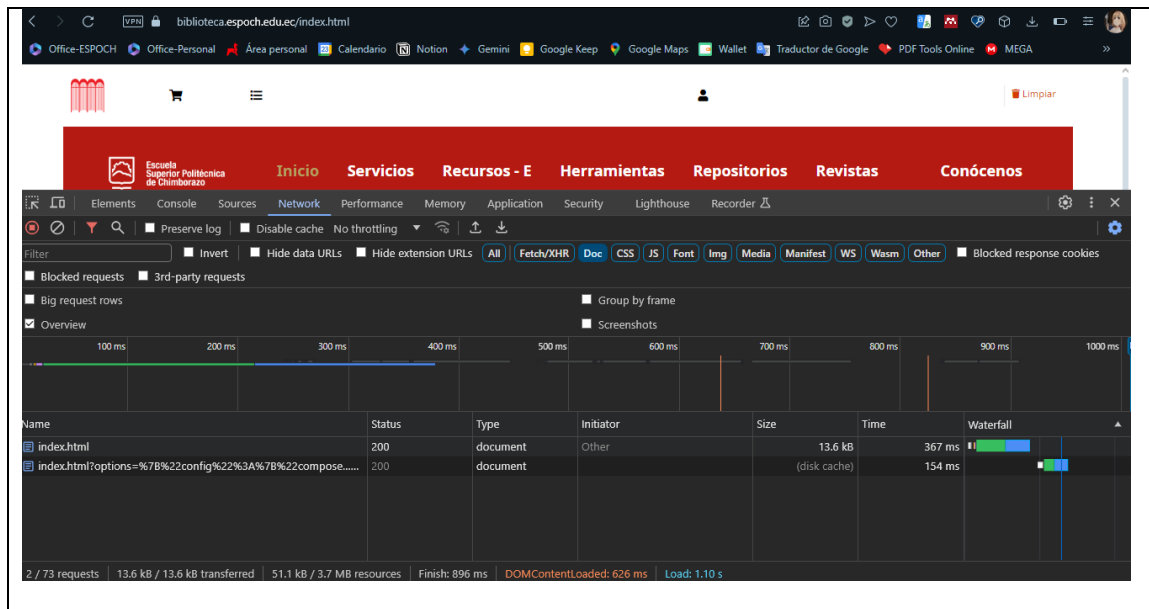 VPN biblioteca.espoch.edu.ec/index.html
Office-ESPOCH Office-Personal Área personal Calendario Notion Gemini Google Keep Google Maps Wallet Traductor de Google PDF Tools Online MEGA »
Limpiar
Escuela
Superior Politécnica
de Chimborazo
Inicio Servicios Recursos - E Herramientas Repositorios Revistas Conócenos
Elements Console Sources Network Performance Memory Application Security Lighthouse Recorder
Preserve log Disable cache No throttling
Filter Invert Hide data URLs Hide extension URLs All Fetch/XHR Doc CSS JS Font Img Media Manifest WS Wasm Other Blocked response cookies
Blocked requests 3rd-party requests
Big request rows Group by frame
Overview Screenshots
100 ms 200 ms 300 ms 400 ms 500 ms 600 ms 700 ms 800 ms 900 ms 1000 ms
Name Status Type Initiator Size Time Waterfall
index.html 200 document Other 13.6 kB 367 ms
index.html?options=%7B%22config%22%3A%7B%22compose...... 200 document (disk cache) 154 ms
2 / 73 requests 13.6 kB / 13.6 kB transferred 51.1 kB / 3.7 MB resources Finish: 896 ms DOMContentLoaded: 626 ms Load: 1.10 s